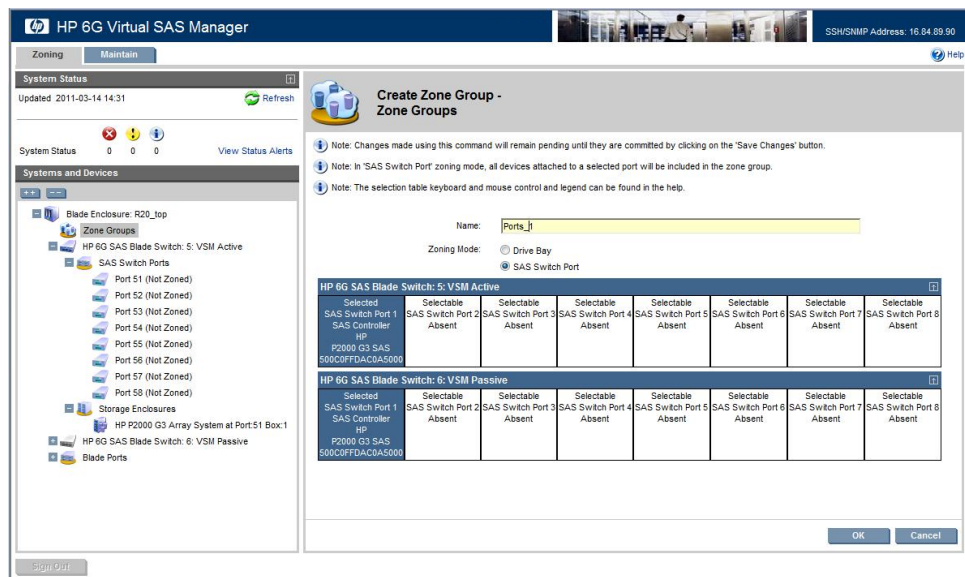 hp HP 6G Virtual SAS Manager
SSH/SNMP Address: 16.84.89.90
Zoning Maintain
Help
System Status
Updated 2011-03-14 14:31 Refresh
System Status 0 0 0 View Status Alerts
Systems and Devices
Blade Enclosure: R20_top
Zone Groups
HP 6G SAS Blade Switch: 5: VSM Active
SAS Switch Ports
Port 51 (Not Zoned)
Port 52 (Not Zoned)
Port 53 (Not Zoned)
Port 54 (Not Zoned)
Port 55 (Not Zoned)
Port 56 (Not Zoned)
Port 57 (Not Zoned)
Port 58 (Not Zoned)
Storage Enclosures
HP P2000 G3 Array System at Port:51 Box:1
HP 6G SAS Blade Switch: 6: VSM Passive
Blade Ports
Sign Out
Create Zone Group -
Zone Groups
Note: Changes made using this command will remain pending until they are committed by clicking on the 'Save Changes' button.
Note: In 'SAS Switch Port' zoning mode, all devices attached to a selected port will be included in the zone group.
Note: The selection table keyboard and mouse control and legend can be found in the help.
Name: Ports_1
Zoning Mode: Drive Bay
SAS Switch Port
HP 6G SAS Blade Switch: 5: VSM Active
Selected Selectable Selectable Selectable Selectable Selectable Selectable Selectable
SAS Switch Port 1 SAS Switch Port 2 SAS Switch Port 3 SAS Switch Port 4 SAS Switch Port 5 SAS Switch Port 6 SAS Switch Port 7 SAS Switch Port 8
SAS Controller Absent Absent Absent Absent Absent Absent Absent
HP
P2000 G3 SAS
500C0FFDAC0A5000
HP 6G SAS Blade Switch: 6: VSM Passive
Selected Selectable Selectable Selectable Selectable Selectable Selectable Selectable
SAS Switch Port 1 SAS Switch Port 2 SAS Switch Port 3 SAS Switch Port 4 SAS Switch Port 5 SAS Switch Port 6 SAS Switch Port 7 SAS Switch Port 8
SAS Controller Absent Absent Absent Absent Absent Absent Absent
HP
P2000 G3 SAS
500C0FFDAC0A5000
OK Cancel